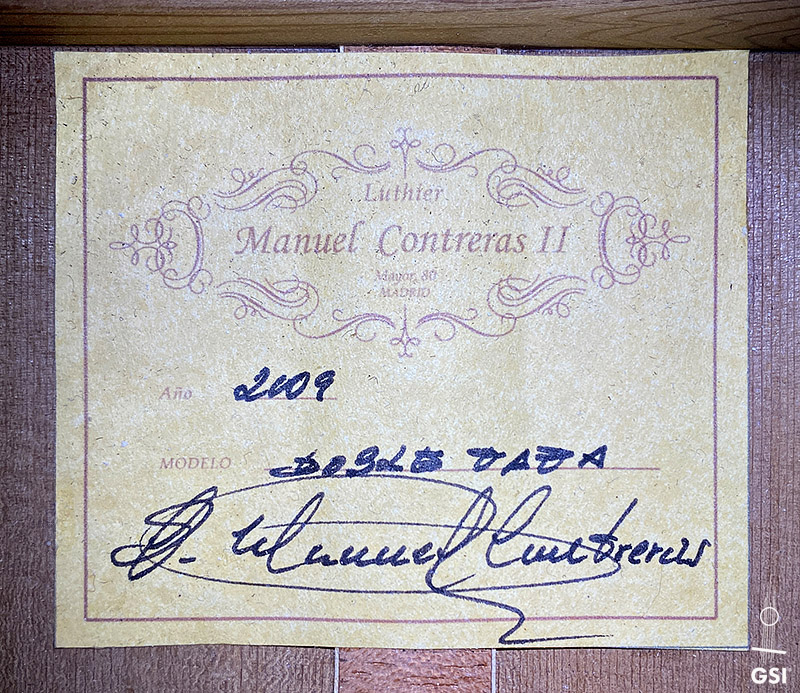 Luthier
Manuel Contreras II
Mayor, 80
MADRID
Año 2009
MODELO DOBLE TAPA
Manuel Contreras
GSI